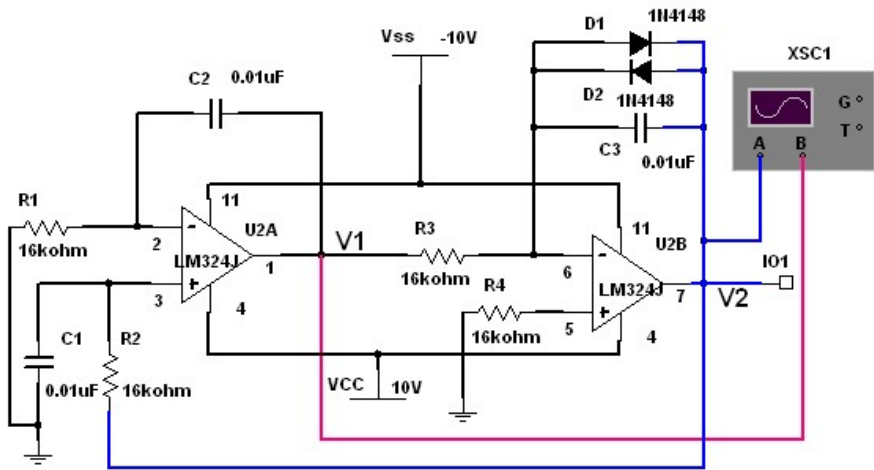 D1 1N4148
Vss -10V
XSC1
C2 0.01uF
D2 1N4148
G
T
A B
C3
0.01uF
R1
11
U2A
16kohm
2
-
LM324J
1
V1
R3
16kohm
11
U2B
6
-
LM324J
7
V2
IO1
3
+
4
R4
16kohm
5
+
4
C1
0.01uF
R2
16kohm
VCC 10V